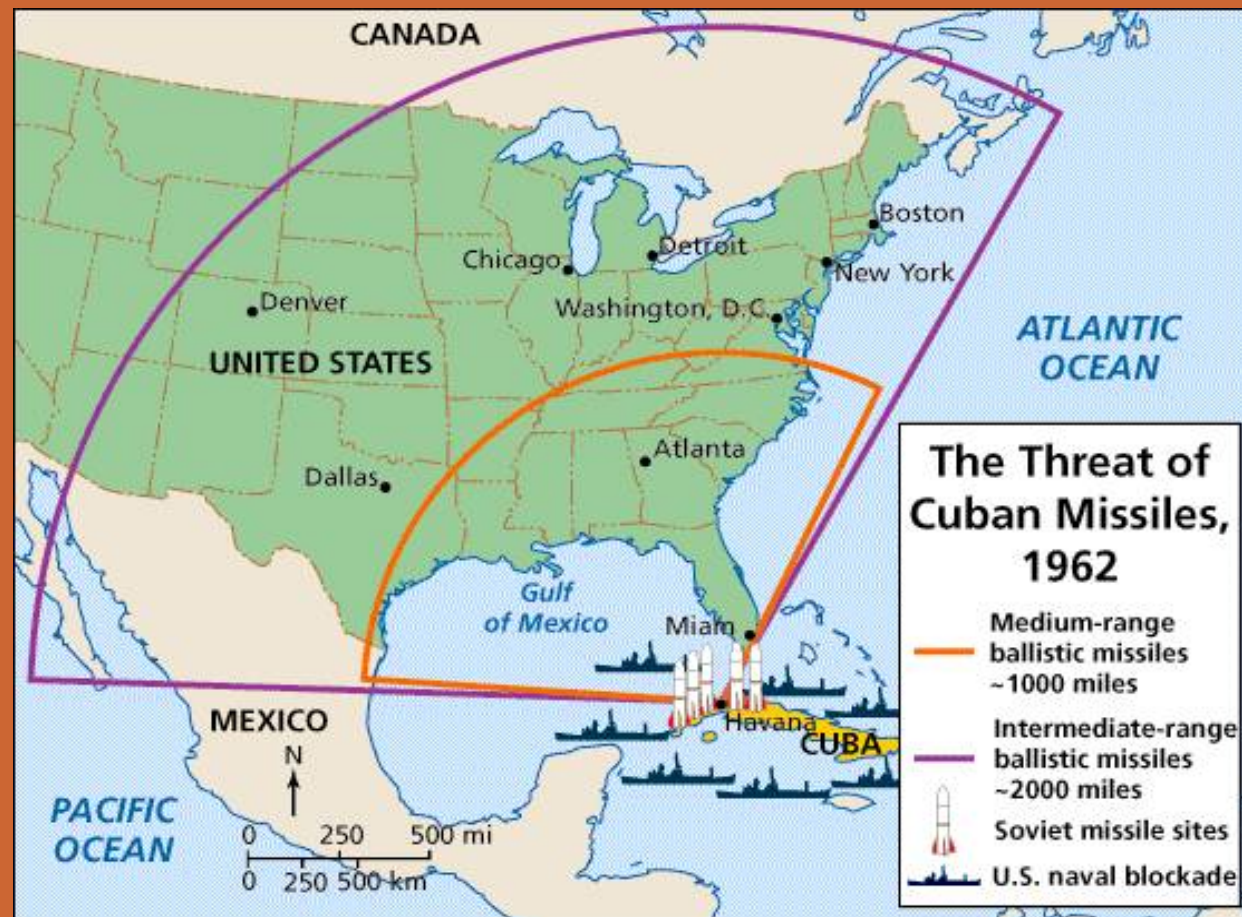 CANADA
Boston
Detroit
Chicago
New York
Denver
Washington, D.C.
ATLANTIC
OCEAN
UNITED STATES
Atlanta
Dallas
Gulf
of Mexico
Miam
Havana
CUBA
MEXICO
N
PACIFIC
OCEAN
0 250 500 mi
0 250 500 km
The Threat of
Cuban Missiles,
1962
Medium-range
ballistic missiles
~1000 miles
Intermediate-range
ballistic missiles
~2000 miles
Soviet missile sites
U.S. naval blockade